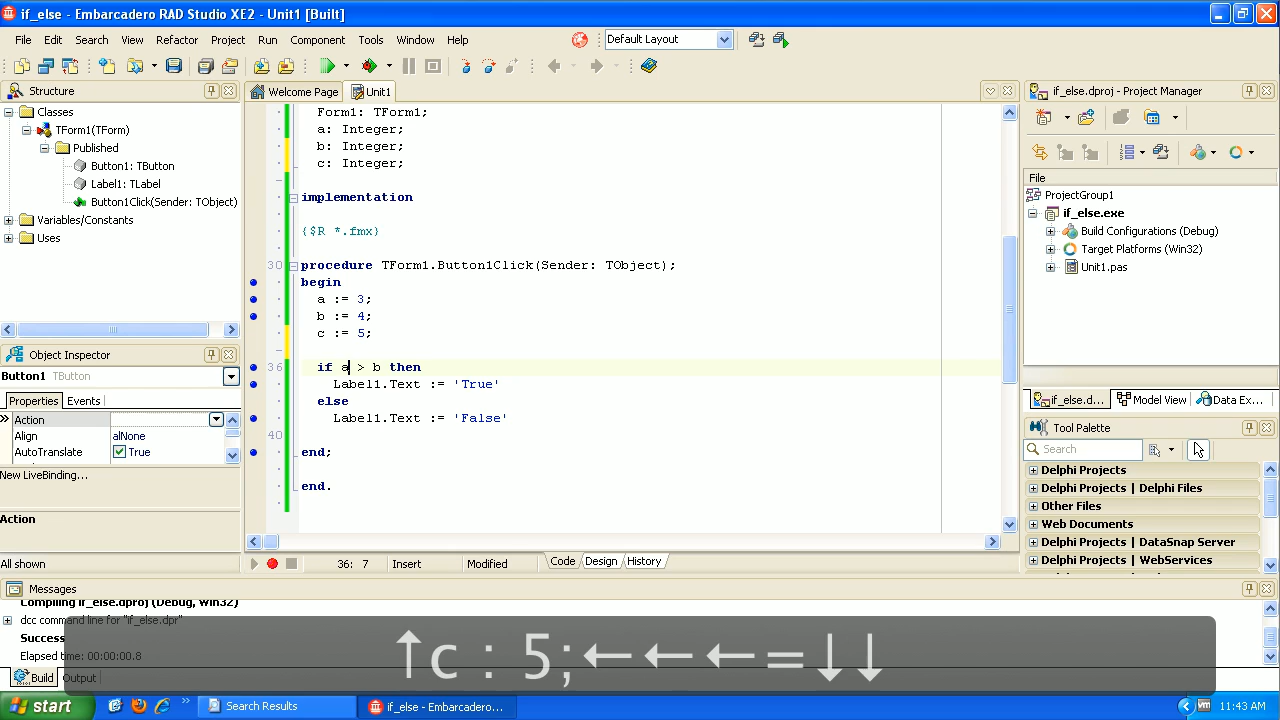 if_else - Embarcadero RAD Studio XE2 - Unit1 [Built]
File Edit Search View Refactor Project Run Component Tools Window Help
Default Layout
Structure
Welcome Page Unit1
if_else.dproj - Project Manager
Classes
TForm1(TForm)
Published
Button1: TButton
Label1: TLabel
Button1Click(Sender: TObject)
Variables/Constants
Uses
Object Inspector
Button1 TButton
Properties Events
Action
Align alNone
AutoTranslate True
New LiveBinding...
Action
All shown
Form1: TForm1;
a: Integer;
b: Integer;
c: Integer;
implementation
{$R *.fmx}
30 procedure TForm1.Button1Click(Sender: TObject);
begin
a := 3;
b := 4;
c := 5;
36 if a > b then
Label1.Text := 'True'
else
Label1.Text := 'False'
40
end;
end.
36: 7 Insert Modified Code Design History
File
ProjectGroup1
if_else.exe
Build Configurations (Debug)
Target Platforms (Win32)
Unit1.pas
if_else.d... Model View Data Ex...
Tool Palette
Search
Delphi Projects
Delphi Projects | Delphi Files
Other Files
Web Documents
Delphi Projects | DataSnap Server
Delphi Projects | WebServices
Messages
Compiling if_else.dproj (Debug, Win32)
dcc command line for "if_else.dpr"
Success
Elapsed time: 00:00:00.8
Build Output
↑c : 5;←←←=↓↓
start Search Results if_else - Embarcadero... 11:43 AM